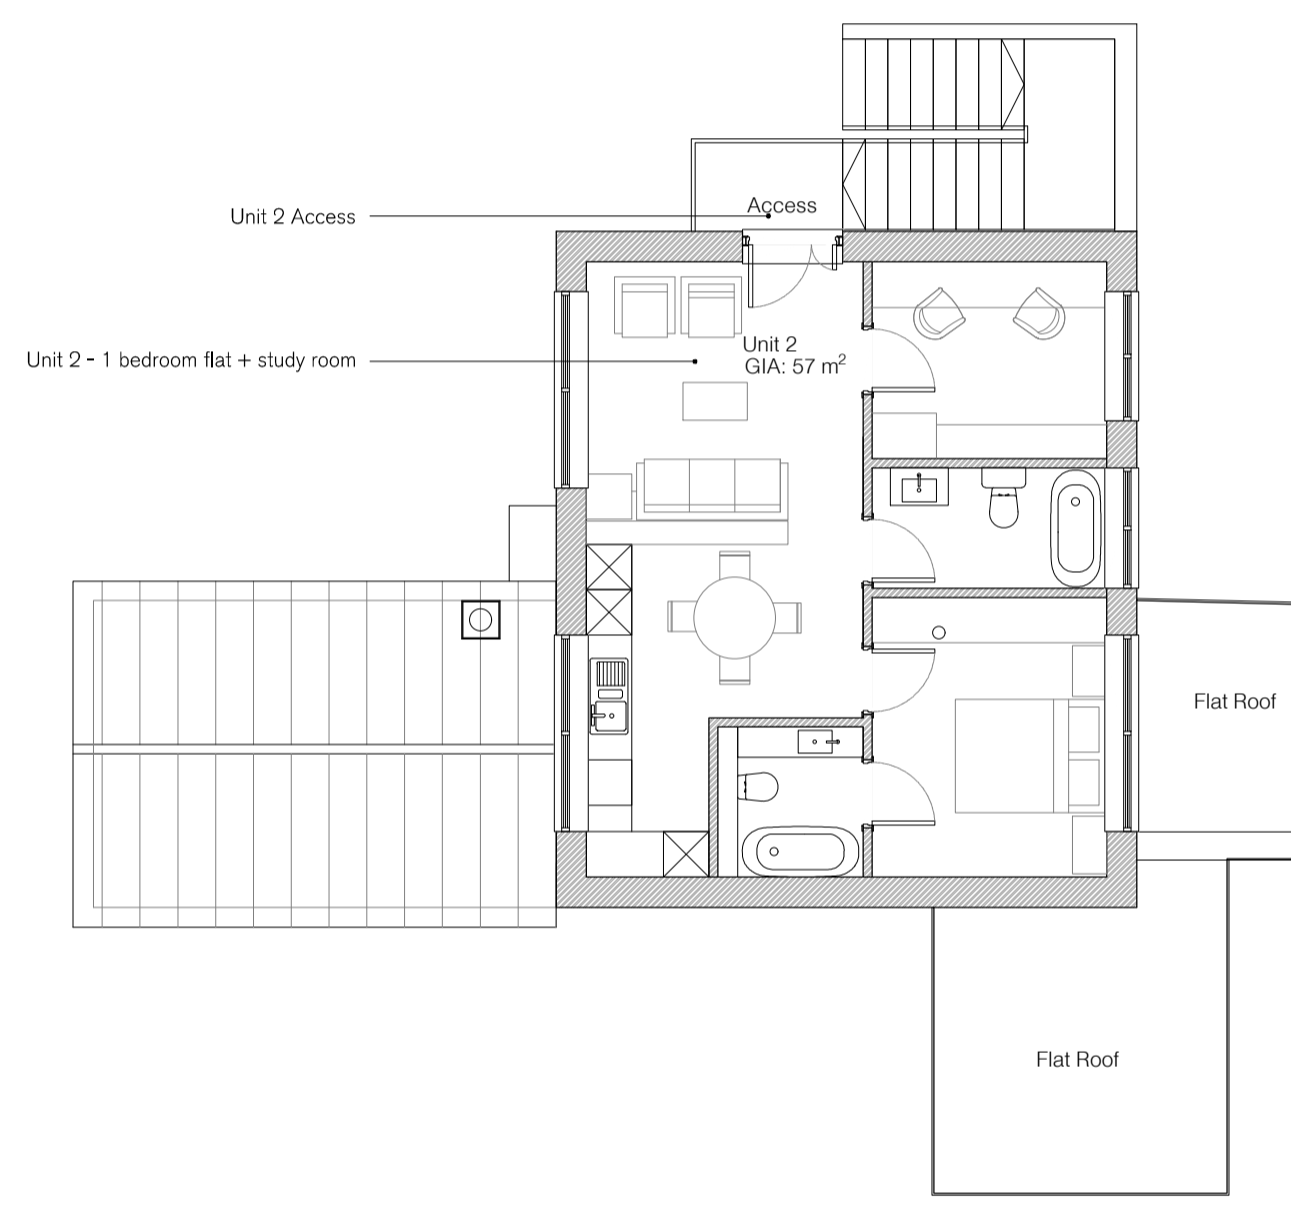 Access
Unit 2 Access
Unit 2 - 1 bedroom flat + study room
Unit 2
GIA: 57 m²
Flat Roof
Flat Roof